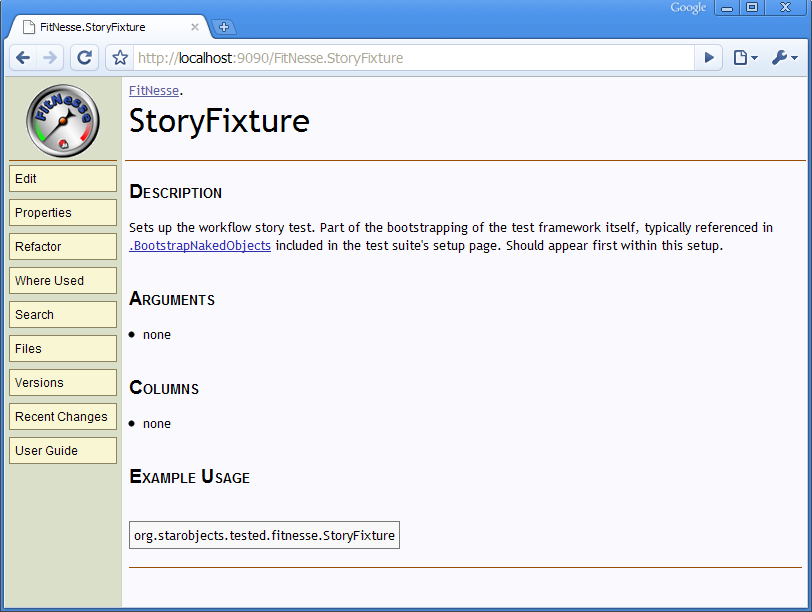 Google
FitNesse.StoryFixture
http://localhost:9090/FitNesse.StoryFixture
FitNesse
FitNesse.
StoryFixture
Edit
Properties
Refactor
Where Used
Search
Files
Versions
Recent Changes
User Guide
Description
Sets up the workflow story test. Part of the bootstrapping of the test framework itself, typically referenced in
.BootstrapNakedObjects included in the test suite's setup page. Should appear first within this setup.
Arguments
• none
Columns
• none
Example Usage
org.starobjects.tested.fitnesse.StoryFixture